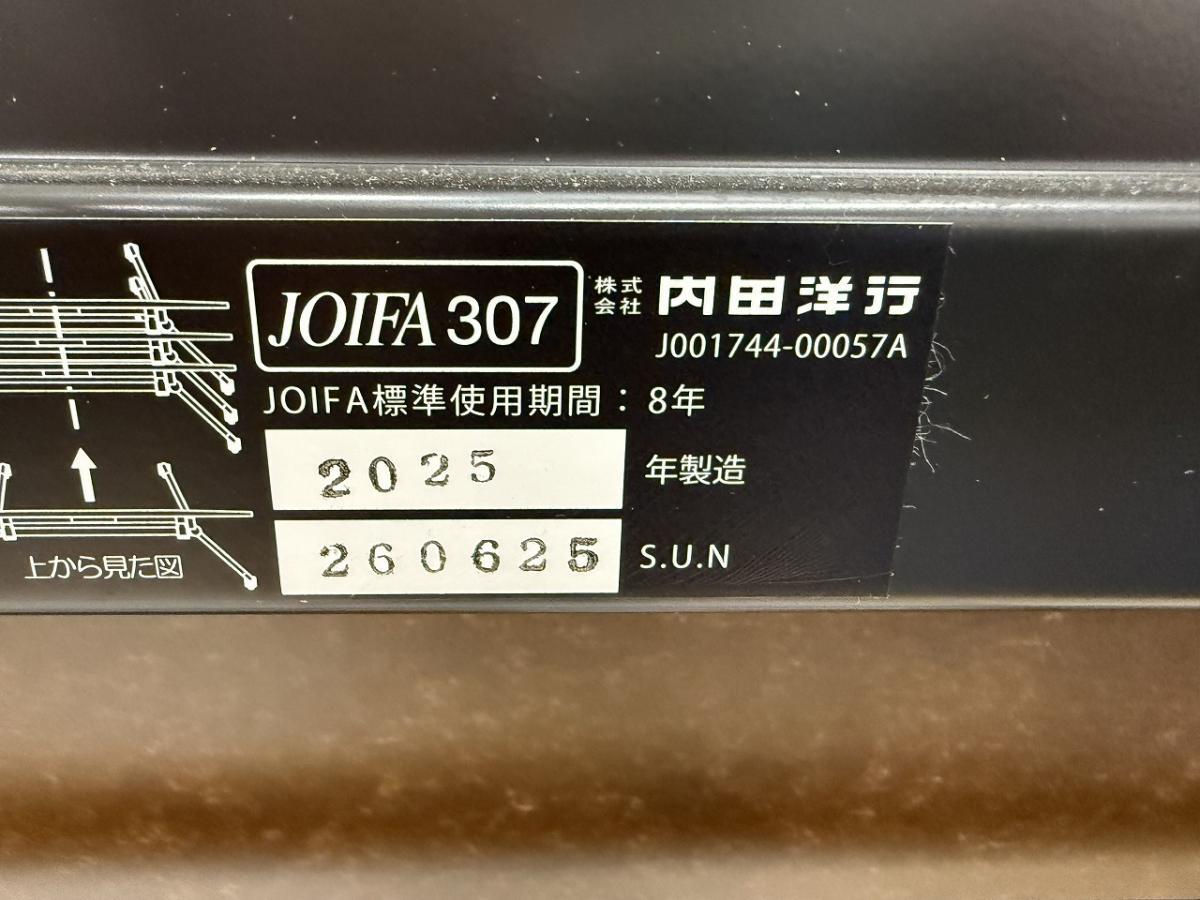 JOIFA 307
株式会社 内田洋行
J001744-00057A
JOIFA標準使用期間：8年
2025 年製造
260625 S.U.N
上から見た図